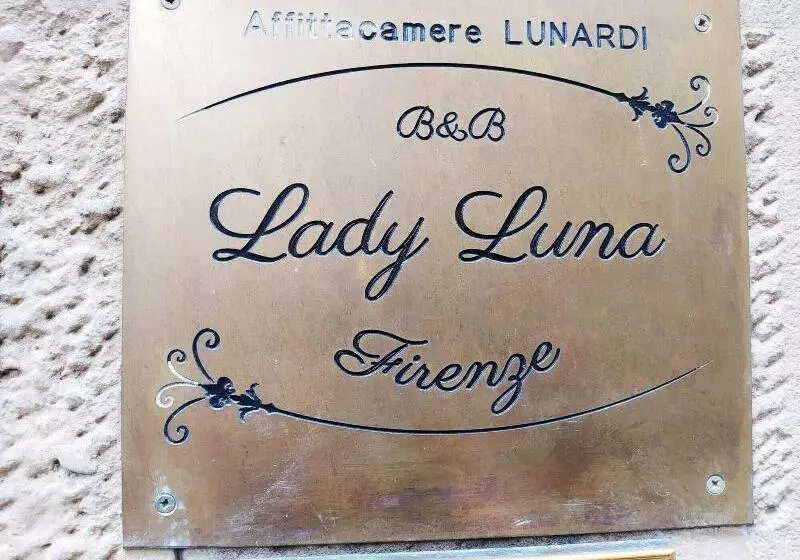 Affittacamere LUNARDI
B&B
Lady Luna
Firenze